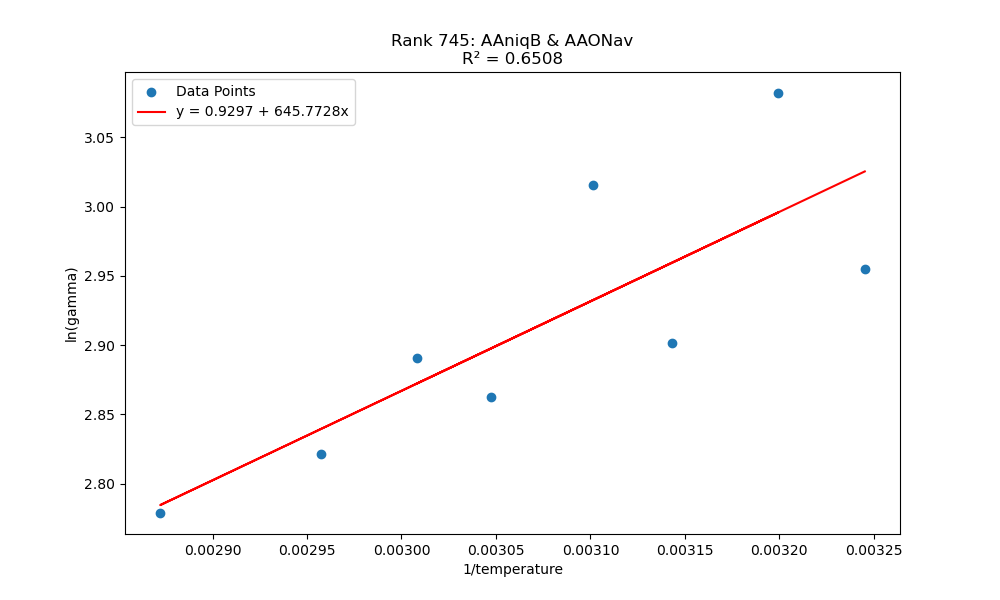 Rank 745: AAniqB & AAONav
R² = 0.6508
Data Points
y = 0.9297 + 645.7728x
3.05
3.00
2.95
2.90
2.85
2.80
ln(gamma)
0.00290 0.00295 0.00300 0.00305 0.00310 0.00315 0.00320 0.00325
1/temperature